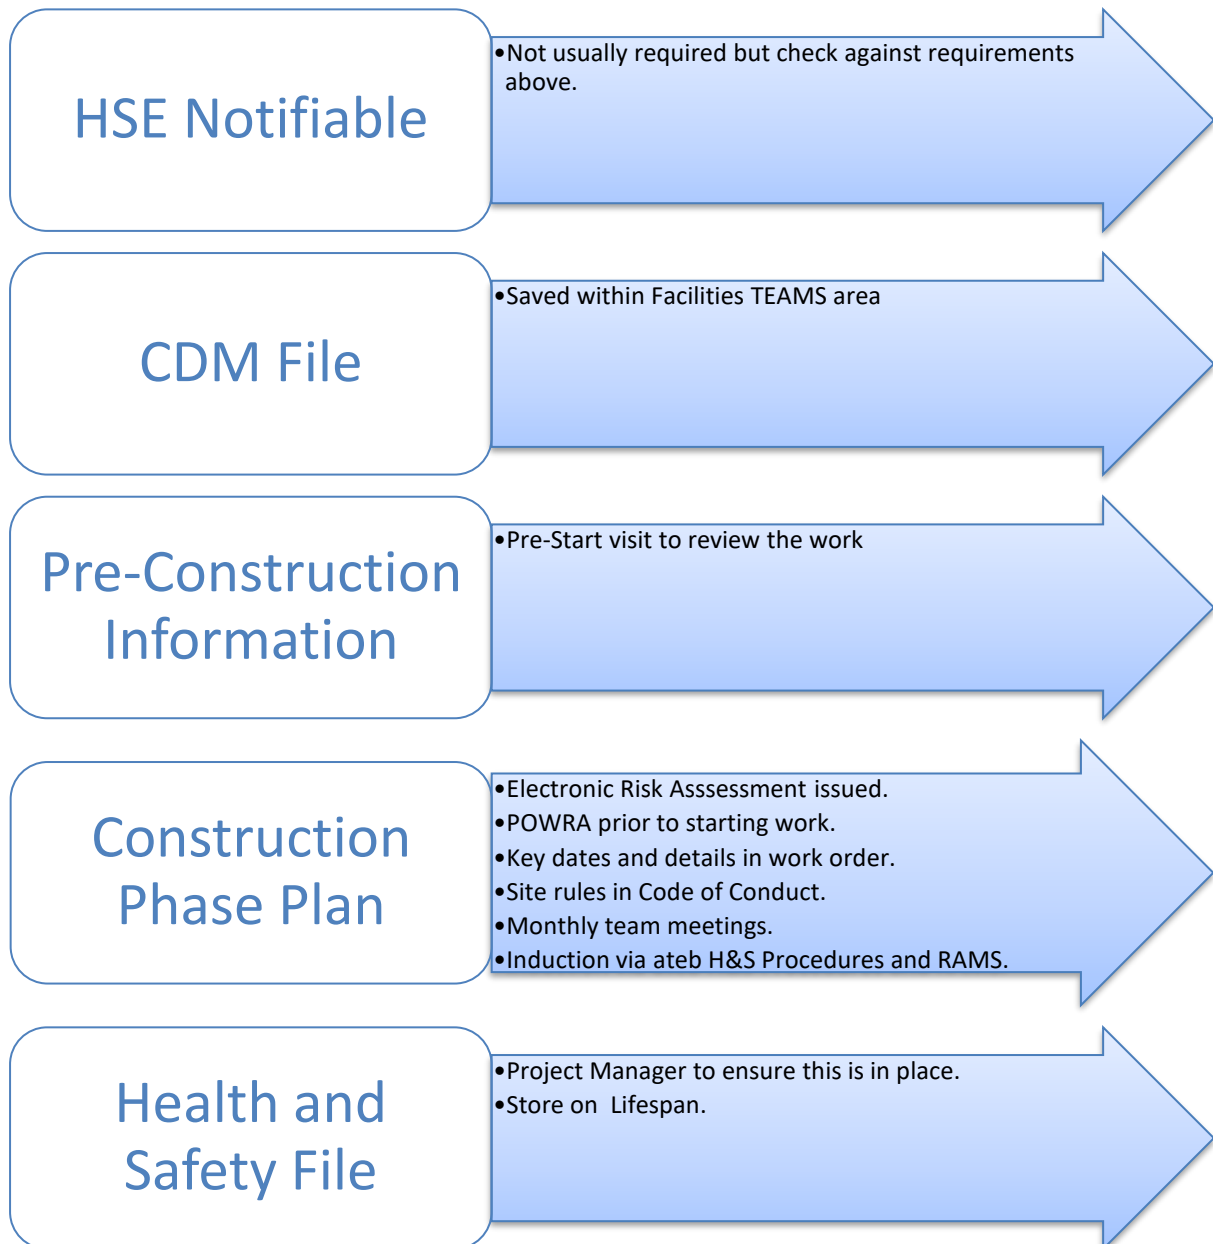 HSE Notifiable
•Not usually required but check against requirements
above.
CDM File
•Saved within Facilities TEAMS area
Pre-Construction
Information
•Pre-Start visit to review the work
Construction
Phase Plan
•Electronic Risk Asssessment issued.
•POWRA prior to starting work.
•Key dates and details in work order.
•Site rules in Code of Conduct.
•Monthly team meetings.
•Induction via ateb H&S Procedures and RAMS.
Health and
Safety File
•Project Manager to ensure this is in place.
•Store on  Lifespan.